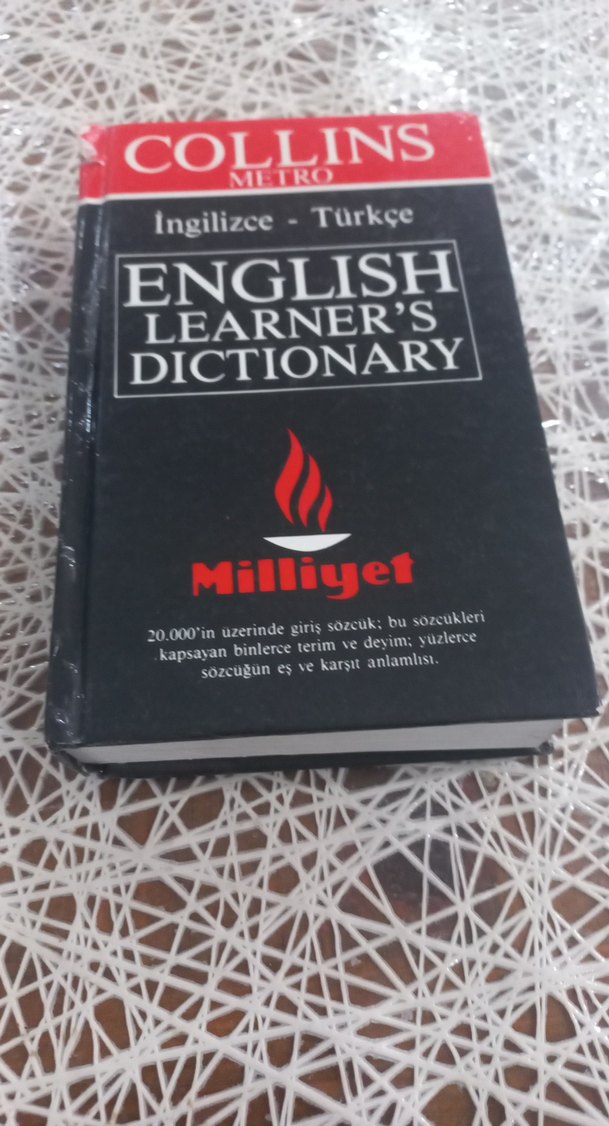 COLLINS
METRO
İngilizce - Türkçe
ENGLISH
LEARNER'S
DICTIONARY
Milliyet
20.000'in üzerinde giriş sözcük; bu sözcükleri
kapsayan binlerce terim ve deyim; yüzlerce
sözcüğün eş ve karşıt anlamlısı.